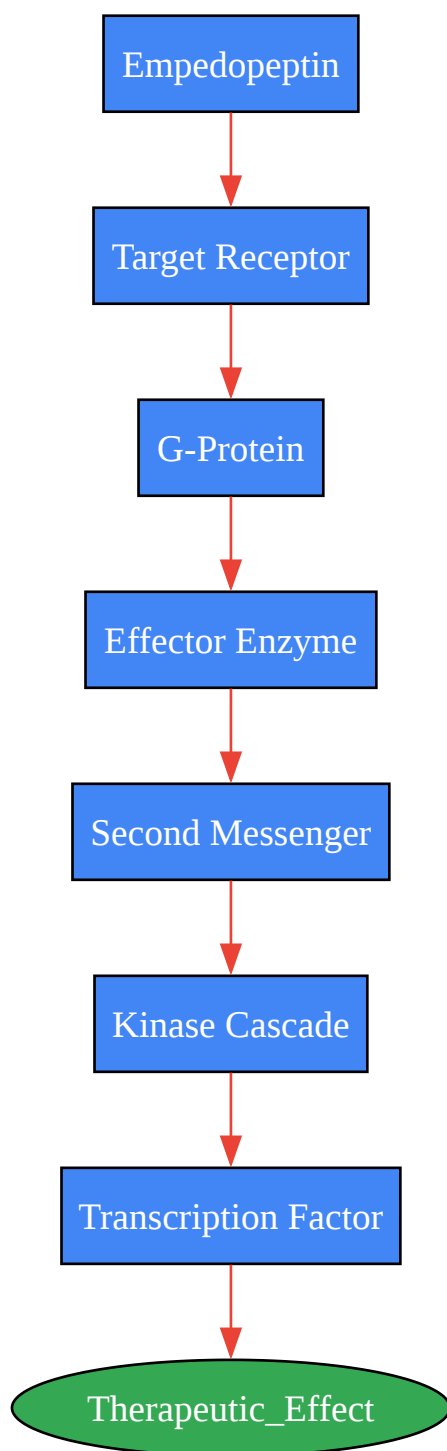 Empedopeptin
Target Receptor
G-Protein
Effector Enzyme
Second Messenger
Kinase Cascade
Transcription Factor
Therapeutic_Effect